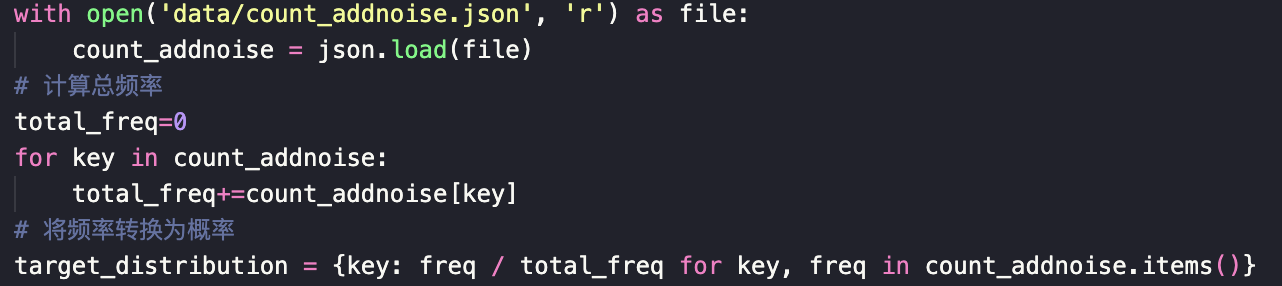 with open('data/count_addnoise.json', 'r') as file:
    count_addnoise = json.load(file)
# 计算总频率
total_freq=0
for key in count_addnoise:
    total_freq+=count_addnoise[key]
# 将频率转换为概率
target_distribution = {key: freq / total_freq for key, freq in count_addnoise.items()}